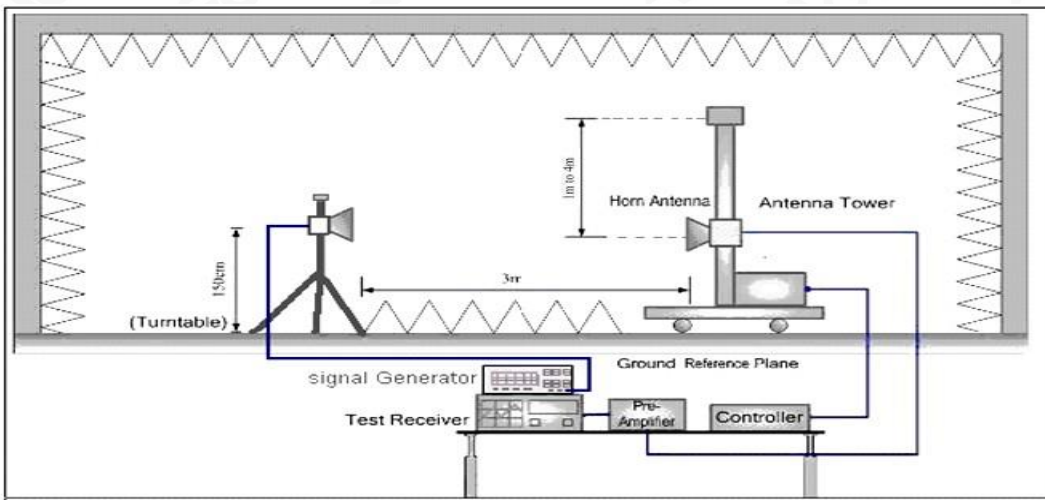 1m to 4m
Horn Antenna
Antenna Tower
150cm
3m
(Turntable)
Ground Reference Plane
signal Generator
Test Receiver
Pre-
Amplifier
Controller